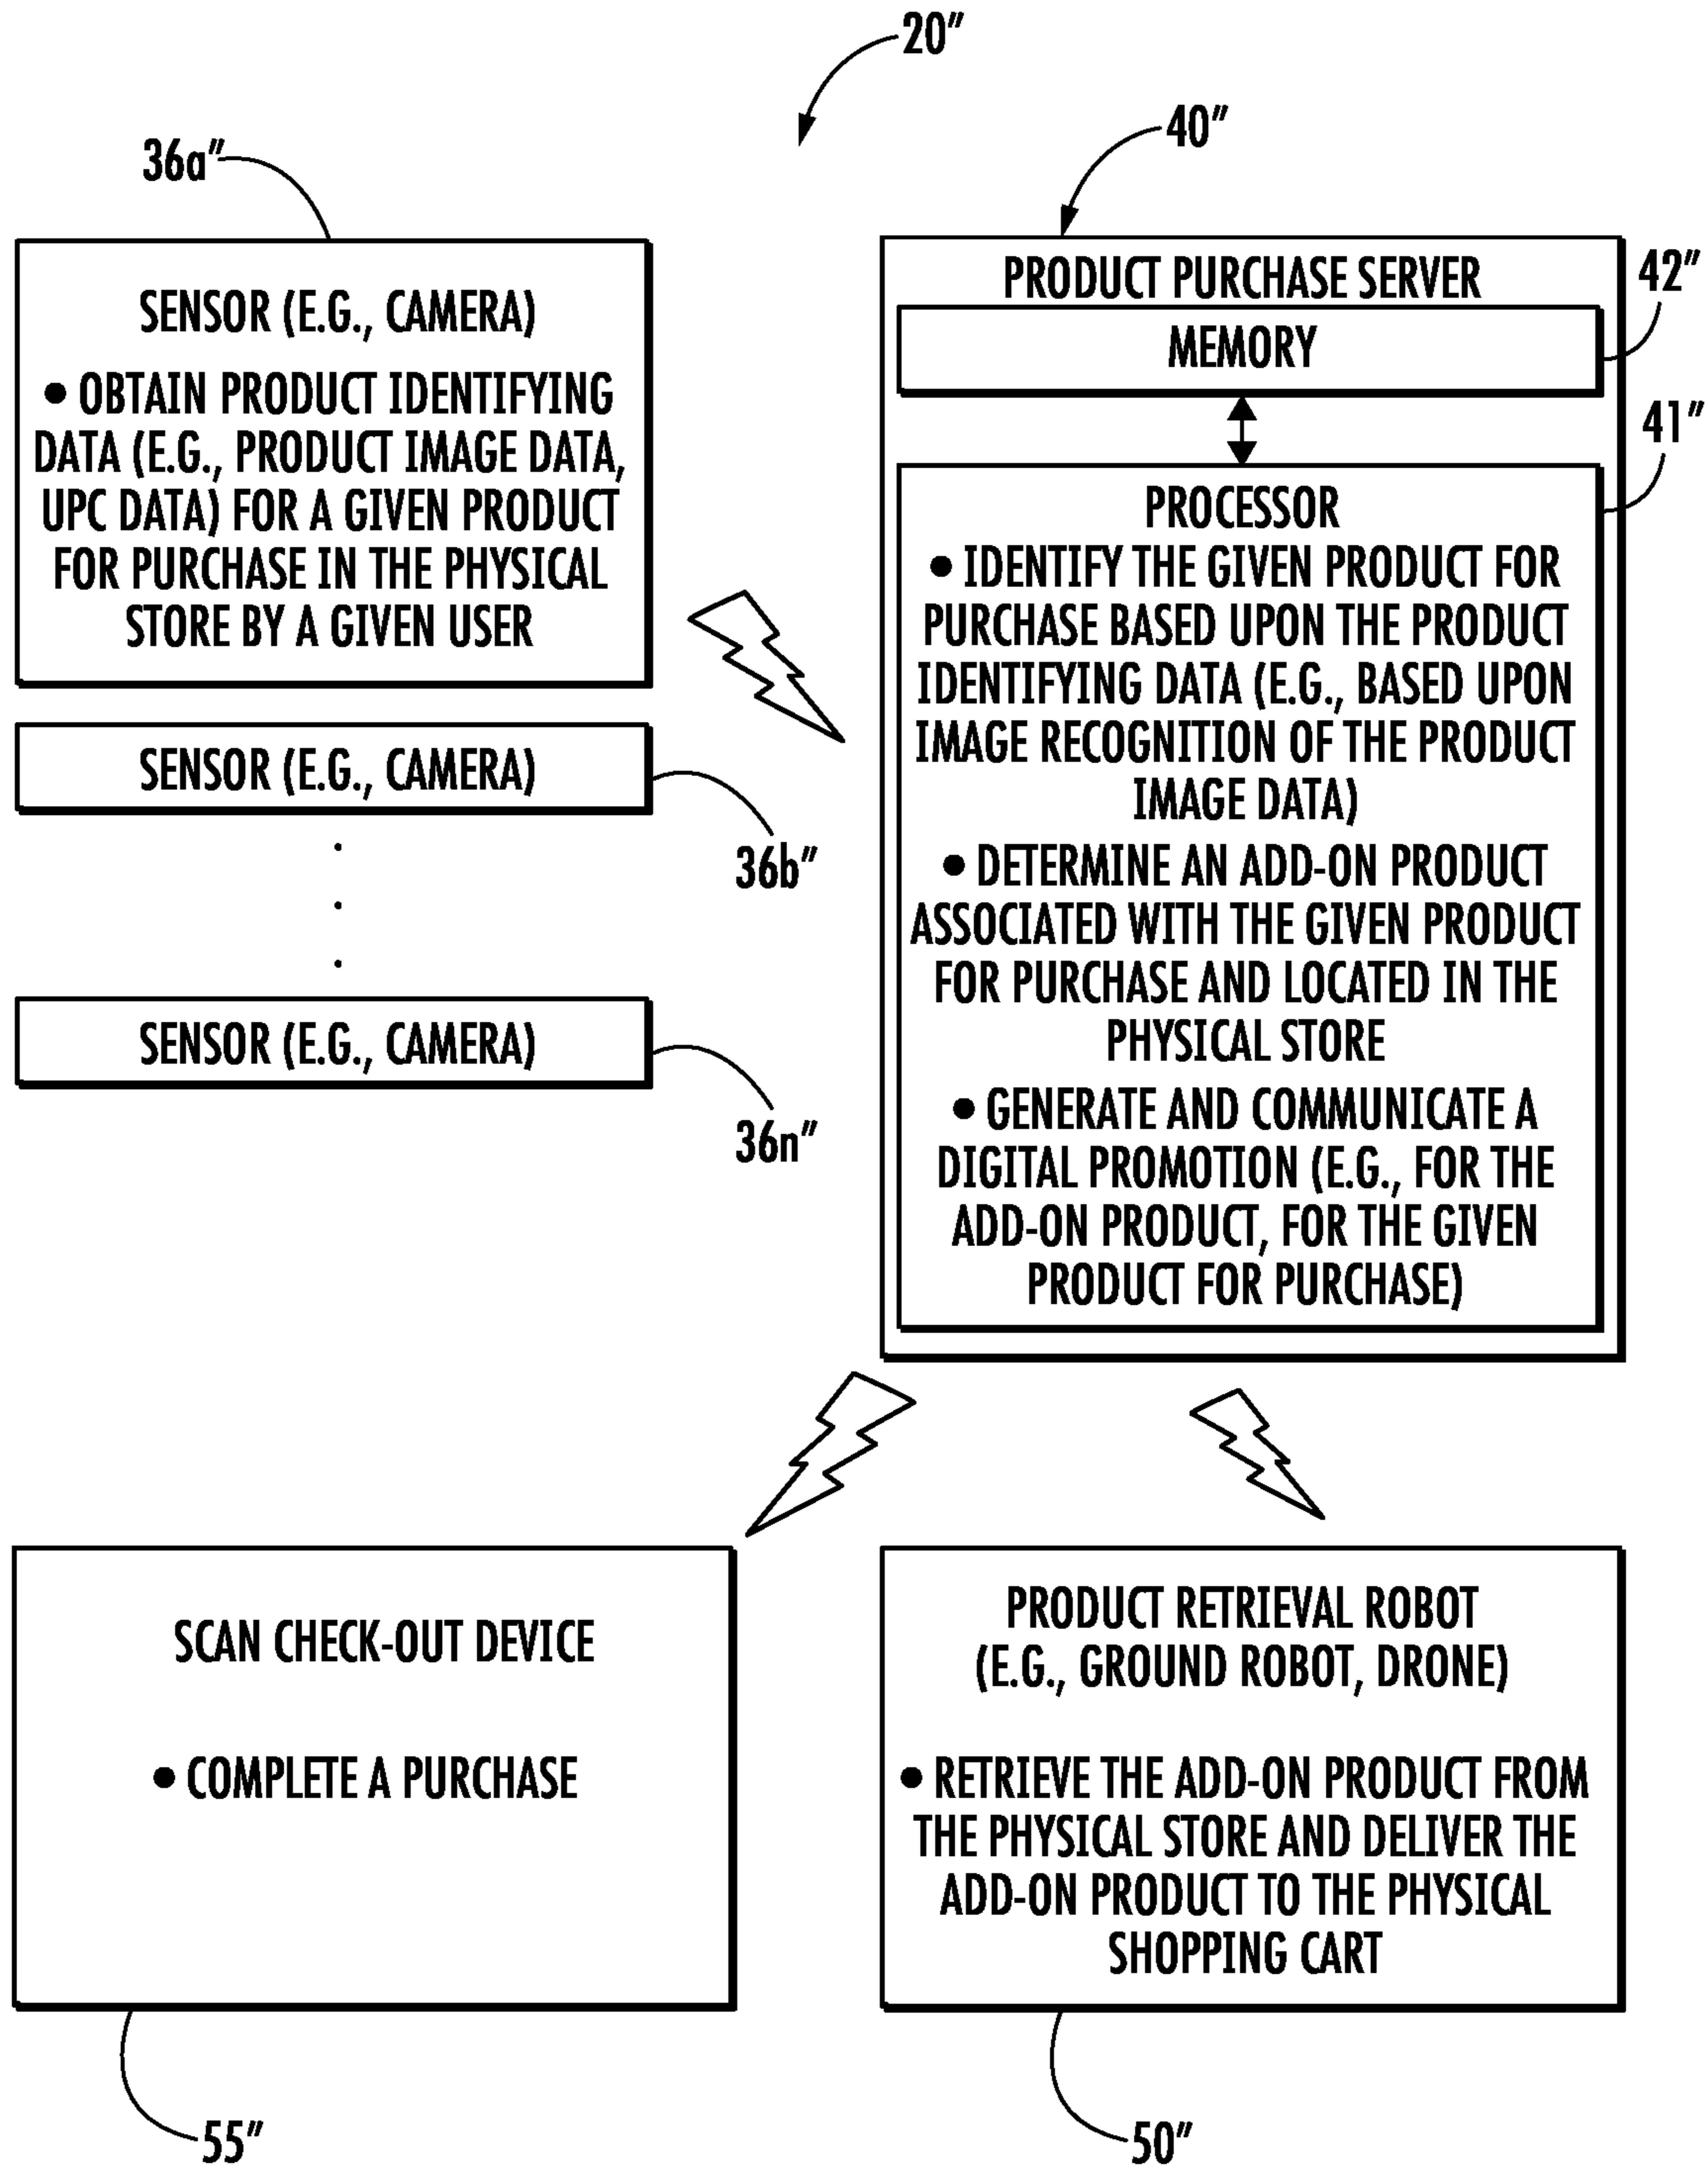 20"
40"
36a"
SENSOR (E.G., CAMERA)
• OBTAIN PRODUCT IDENTIFYING
DATA (E.G., PRODUCT IMAGE DATA,
UPC DATA) FOR A GIVEN PRODUCT
FOR PURCHASE IN THE PHYSICAL
STORE BY A GIVEN USER
SENSOR (E.G., CAMERA)
36b"
SENSOR (E.G., CAMERA)
36n"
PRODUCT PURCHASE SERVER
42"
MEMORY
41"
PROCESSOR
• IDENTIFY THE GIVEN PRODUCT FOR
PURCHASE BASED UPON THE PRODUCT
IDENTIFYING DATA (E.G., BASED UPON
IMAGE RECOGNITION OF THE PRODUCT
IMAGE DATA)
• DETERMINE AN ADD-ON PRODUCT
ASSOCIATED WITH THE GIVEN PRODUCT
FOR PURCHASE AND LOCATED IN THE
PHYSICAL STORE
• GENERATE AND COMMUNICATE A
DIGITAL PROMOTION (E.G., FOR THE
ADD-ON PRODUCT, FOR THE GIVEN
PRODUCT FOR PURCHASE)
SCAN CHECK-OUT DEVICE
• COMPLETE A PURCHASE
55"
PRODUCT RETRIEVAL ROBOT
(E.G., GROUND ROBOT, DRONE)
• RETRIEVE THE ADD-ON PRODUCT FROM
THE PHYSICAL STORE AND DELIVER THE
ADD-ON PRODUCT TO THE PHYSICAL
SHOPPING CART
50"